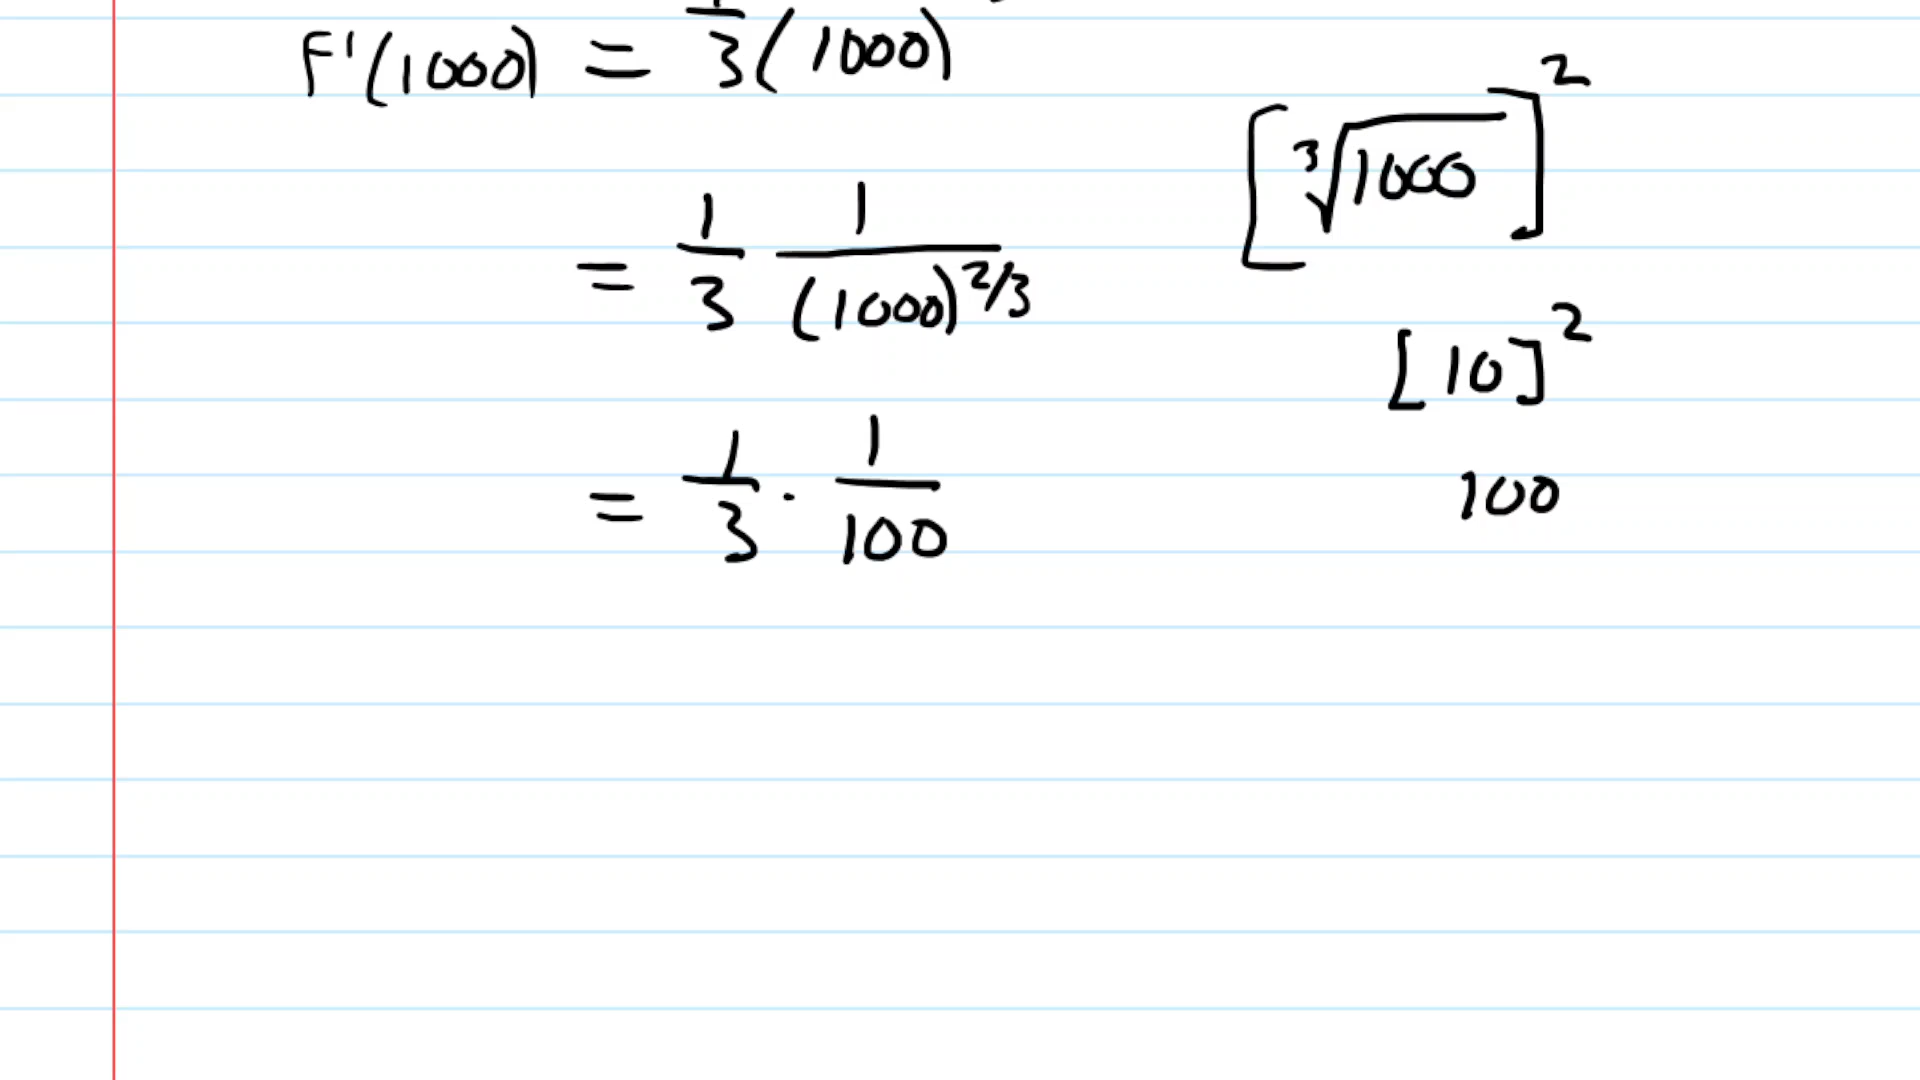 F'(1000) = 1/3 (1000)
= 1/3 1/(1000)^2/3
= 1/3 · 1/100
[∛1000]^2
[10]^2
100